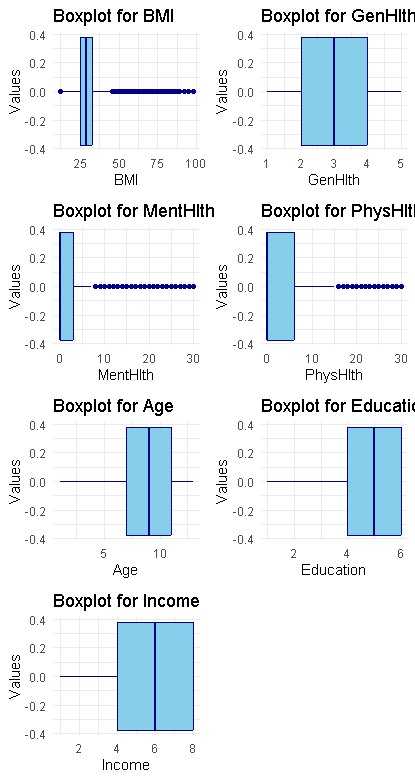 Boxplot for BMI
Values
0.4
0.2
0.0
-0.2
-0.4
25 50 75 100
BMI
Boxplot for GenHlth
Values
0.4
0.2
0.0
-0.2
-0.4
1 2 3 4 5
GenHlth
Boxplot for MentHlth
Values
0.4
0.2
0.0
-0.2
-0.4
0 10 20 30
MentHlth
Boxplot for PhysHlt
Values
0.4
0.2
0.0
-0.2
-0.4
0 10 20 30
PhysHlth
Boxplot for Age
Values
0.4
0.2
0.0
-0.2
-0.4
5 10
Age
Boxplot for Educatio
Values
0.4
0.2
0.0
-0.2
-0.4
2 4 6
Education
Boxplot for Income
Values
0.4
0.2
0.0
-0.2
-0.4
2 4 6 8
Income